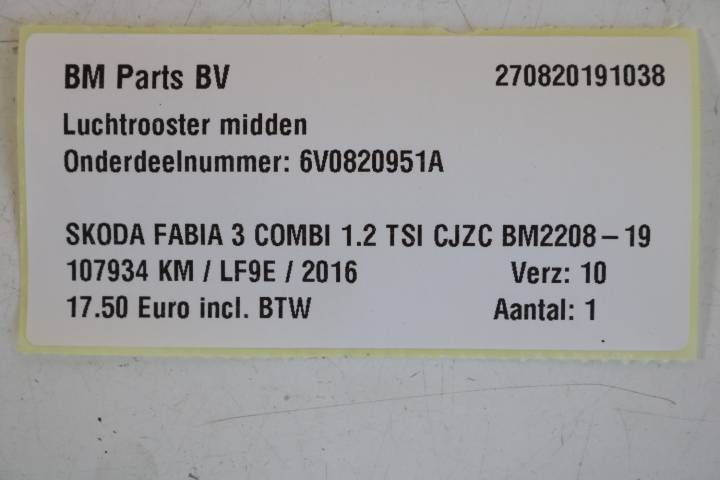 BM Parts BV 270820191038
Luchtrooster midden
Onderdeelnummer: 6V0820951A
SKODA FABIA 3 COMBI 1.2 TSI CJZC BM2208-19
107934 KM / LF9E / 2016 Verz: 10
17.50 Euro incl. BTW Aantal: 1